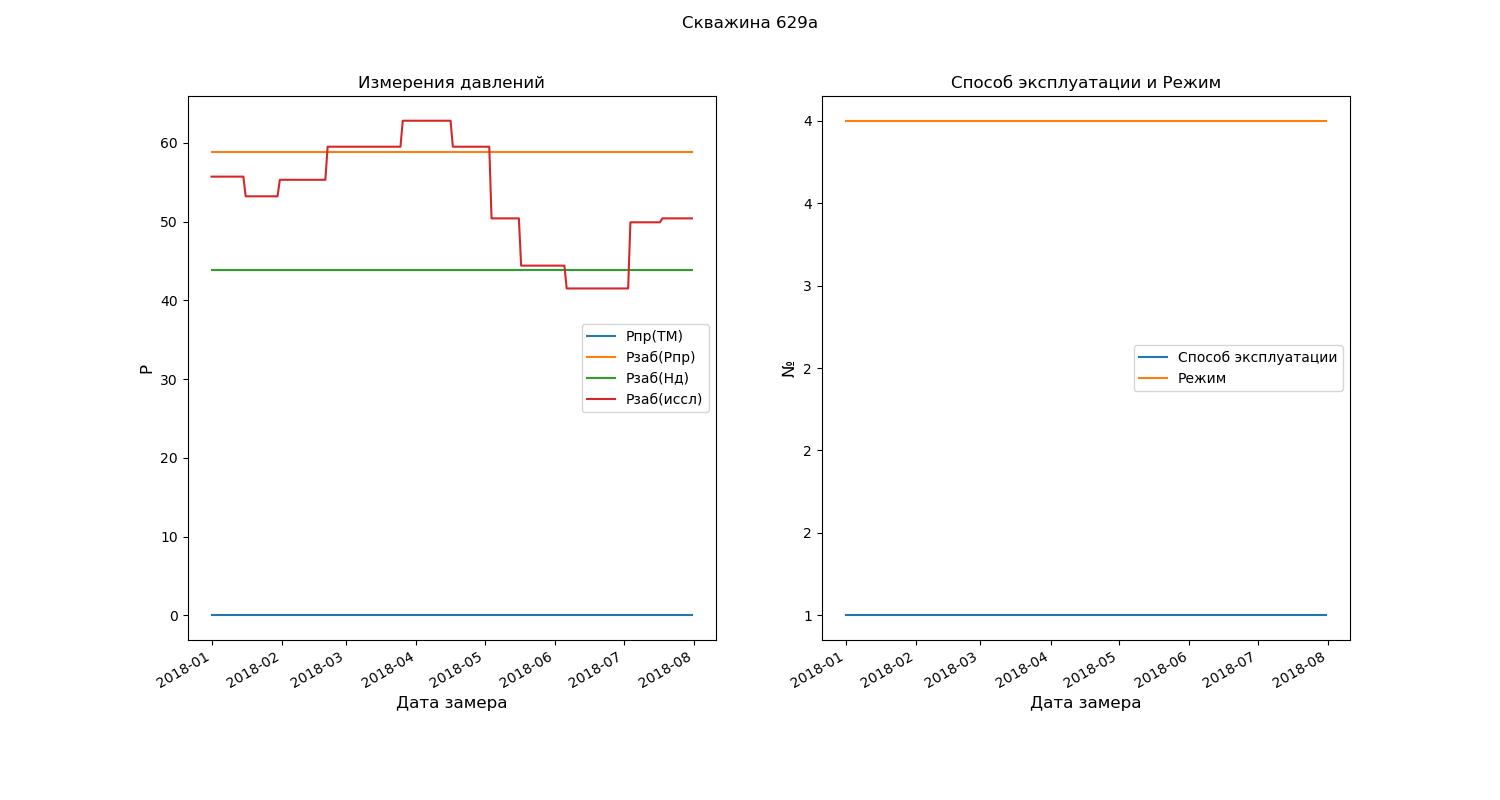 Скважина 629а
Измерения давлений
P
60
50
40
30
20
10
0
Рпр(ТМ)
Рзаб(Рпр)
Рзаб(Нд)
Рзаб(иссл)
2018-01
2018-02
2018-03
2018-04
2018-05
2018-06
2018-07
2018-08
Дата замера
Способ эксплуатации и Режим
№
4
4
3
2
2
2
1
Способ эксплуатации
Режим
2018-01
2018-02
2018-03
2018-04
2018-05
2018-06
2018-07
2018-08
Дата замера